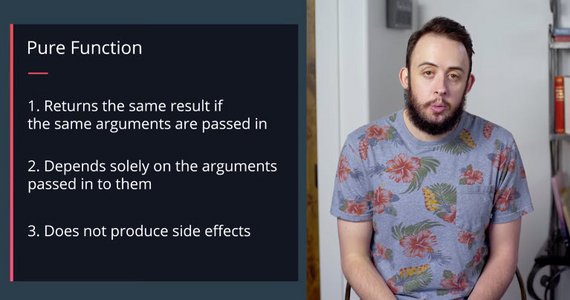 Pure Function
1. Returns the same result if
the same arguments are passed in
2. Depends solely on the arguments
passed in to them
3. Does not produce side effects